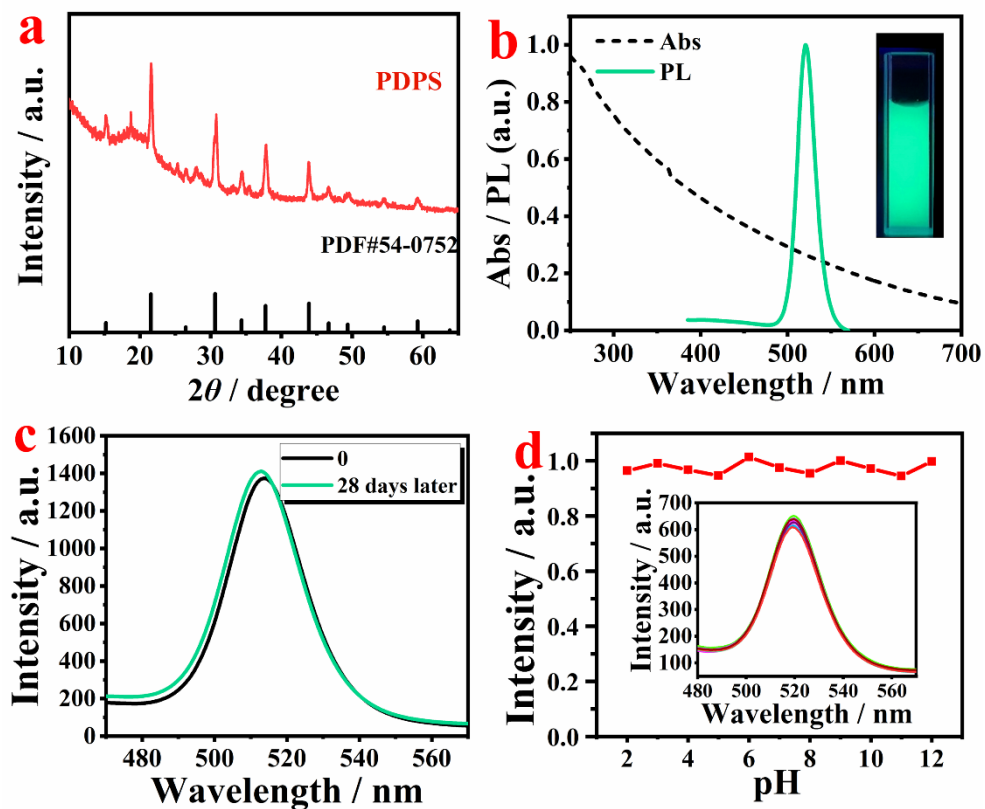 a
PDPS
PDF#54-0752
Intensity / a.u.
10 20 30 40 50 60
2θ / degree
b
Abs
PL
Abs / PL (a.u.)
1.0
0.8
0.6
0.4
0.2
0.0
300 400 500 600 700
Wavelength / nm
c
0
28 days later
Intensity / a.u.
1600
1400
1200
1000
800
600
400
200
0
480 500 520 540 560
Wavelength / nm
d
Intensity / a.u.
1.0
0.8
0.6
0.4
0.2
0.0
2 4 6 8 10 12
pH
Intensity / a.u.
700
600
500
400
300
200
100
480 500 520 540 560
Wavelength / nm